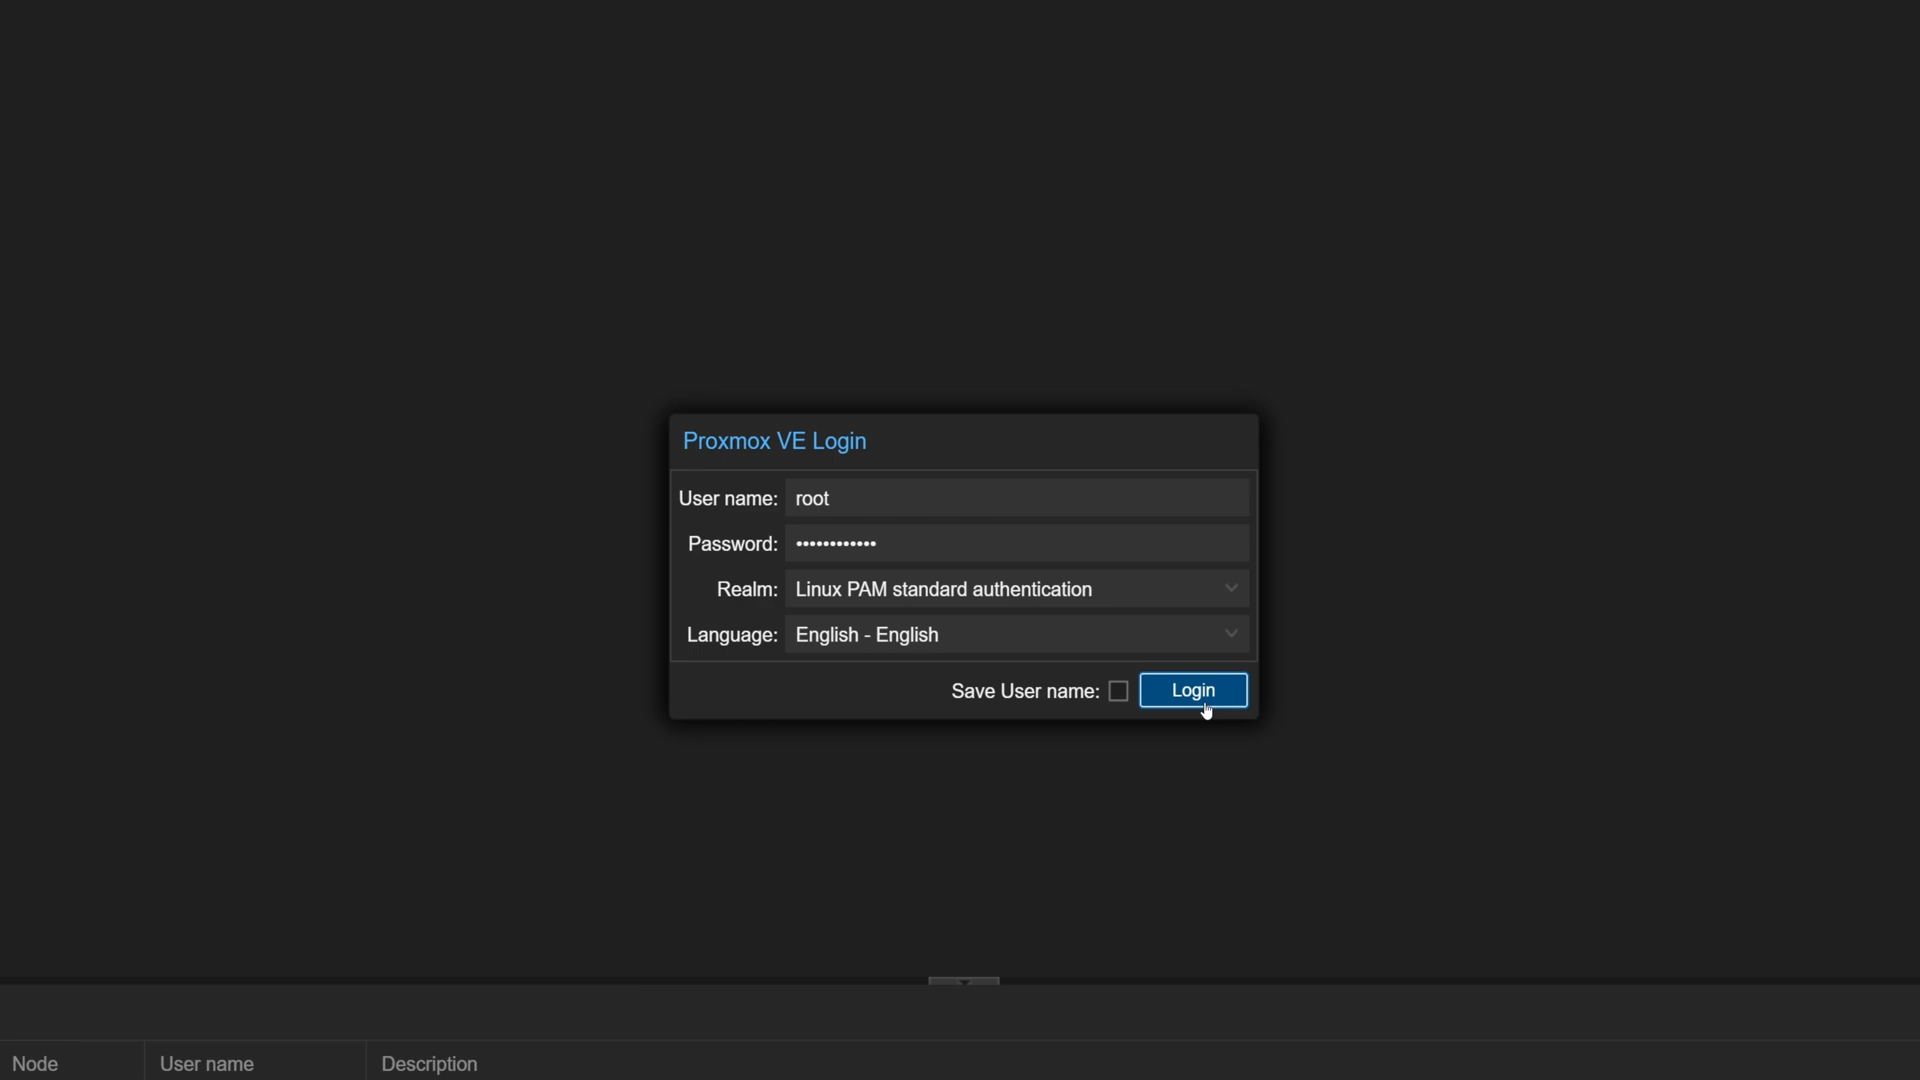 Proxmox VE Login
User name: root
Password: ••••••••••••
Realm: Linux PAM standard authentication
Language: English - English
Save User name: Login
Node User name Description